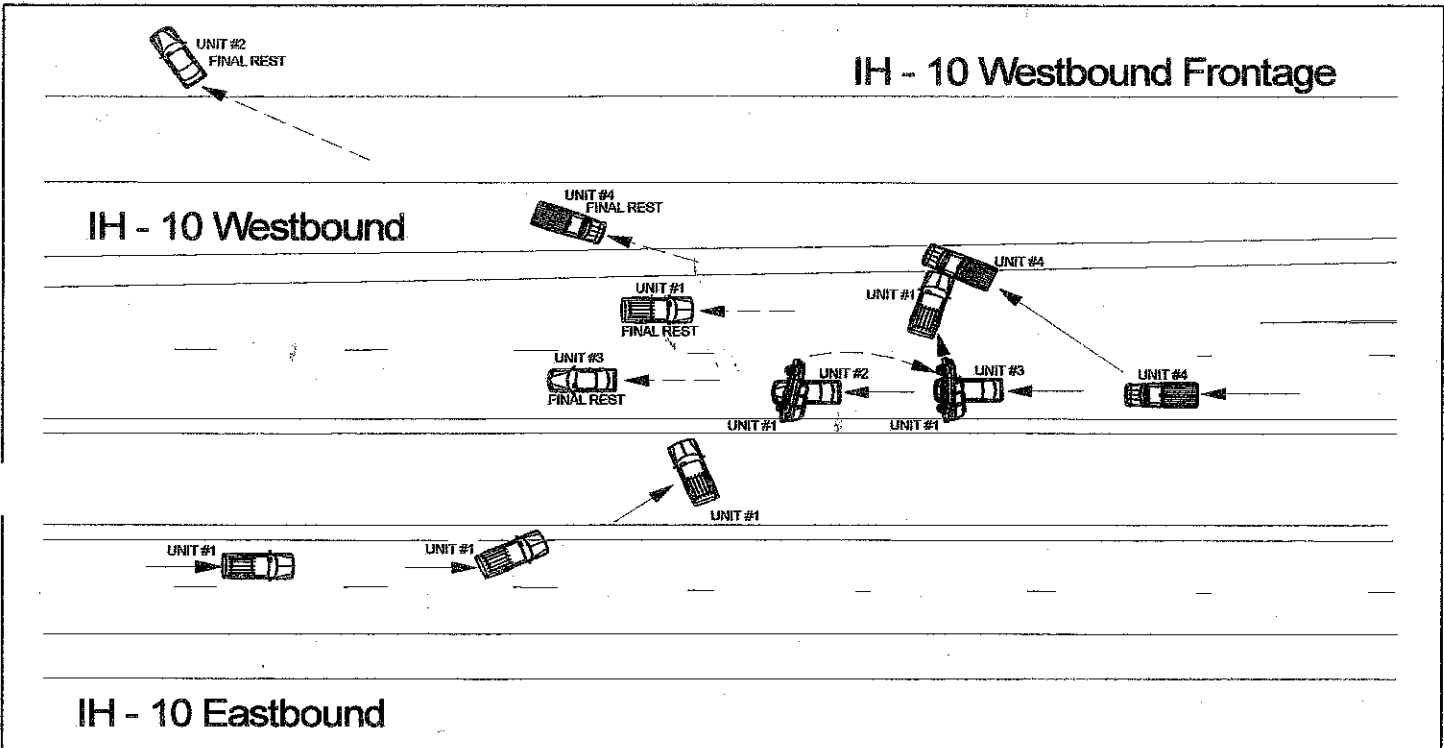 UNIT #2
FINAL REST
IH - 10 Westbound Frontage
UNIT #4
FINAL REST
IH - 10 Westbound
UNIT #4
UNIT #1
UNIT #1
FINAL REST
UNIT #3
FINAL REST
UNIT #2
UNIT #3
UNIT #4
UNIT #1
UNIT #1
UNIT #1
UNIT #1
UNIT #1
IH - 10 Eastbound